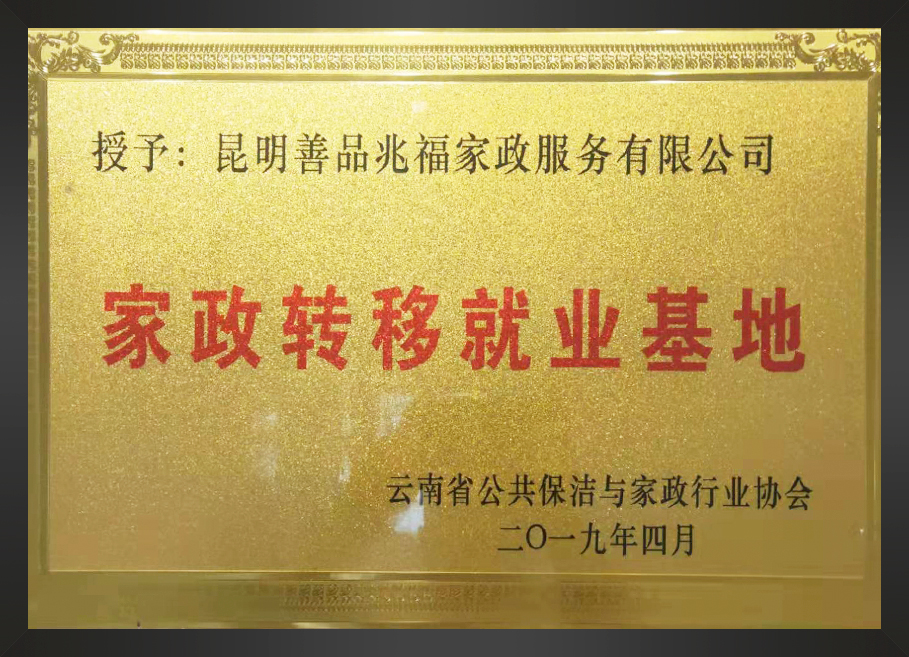 授予：昆明善品兆福家政服务有限公司
家政转移就业基地
云南省公共保洁与家政行业协会
二〇一九年四月